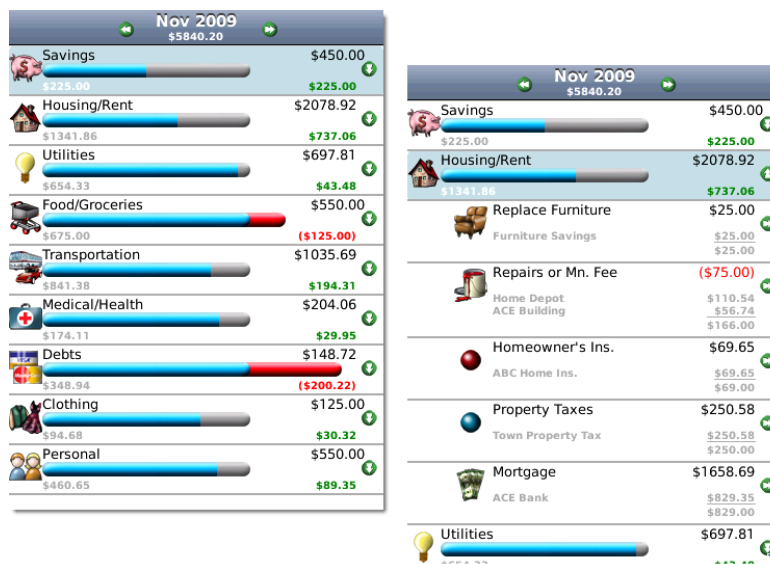 Nov 2009
$5840.20
Savings $450.00
$225.00 $225.00
Housing/Rent $2078.92
$1341.86 $737.06
Utilities $697.81
$654.33 $43.48
Food/Groceries $550.00
$675.00 ($125.00)
Transportation $1035.69
$841.38 $194.31
Medical/Health $204.06
$174.11 $29.95
Debts $148.72
$348.94 ($200.22)
Clothing $125.00
$94.68 $30.32
Personal $550.00
$460.65 $89.35
Nov 2009
$5840.20
Savings $450.00
$225.00 $225.00
Housing/Rent $2078.92
$1341.86 $737.06
Replace Furniture $25.00
Furniture Savings $25.00
$25.00
Repairs or Mn. Fee ($75.00)
Home Depot $110.54
ACE Building $56.74
$166.00
Homeowner's Ins. $69.65
ABC Home Ins. $69.65
$69.00
Property Taxes $250.58
Town Property Tax $250.58
$250.00
Mortgage $1658.69
ACE Bank $829.35
$829.00
Utilities $697.81